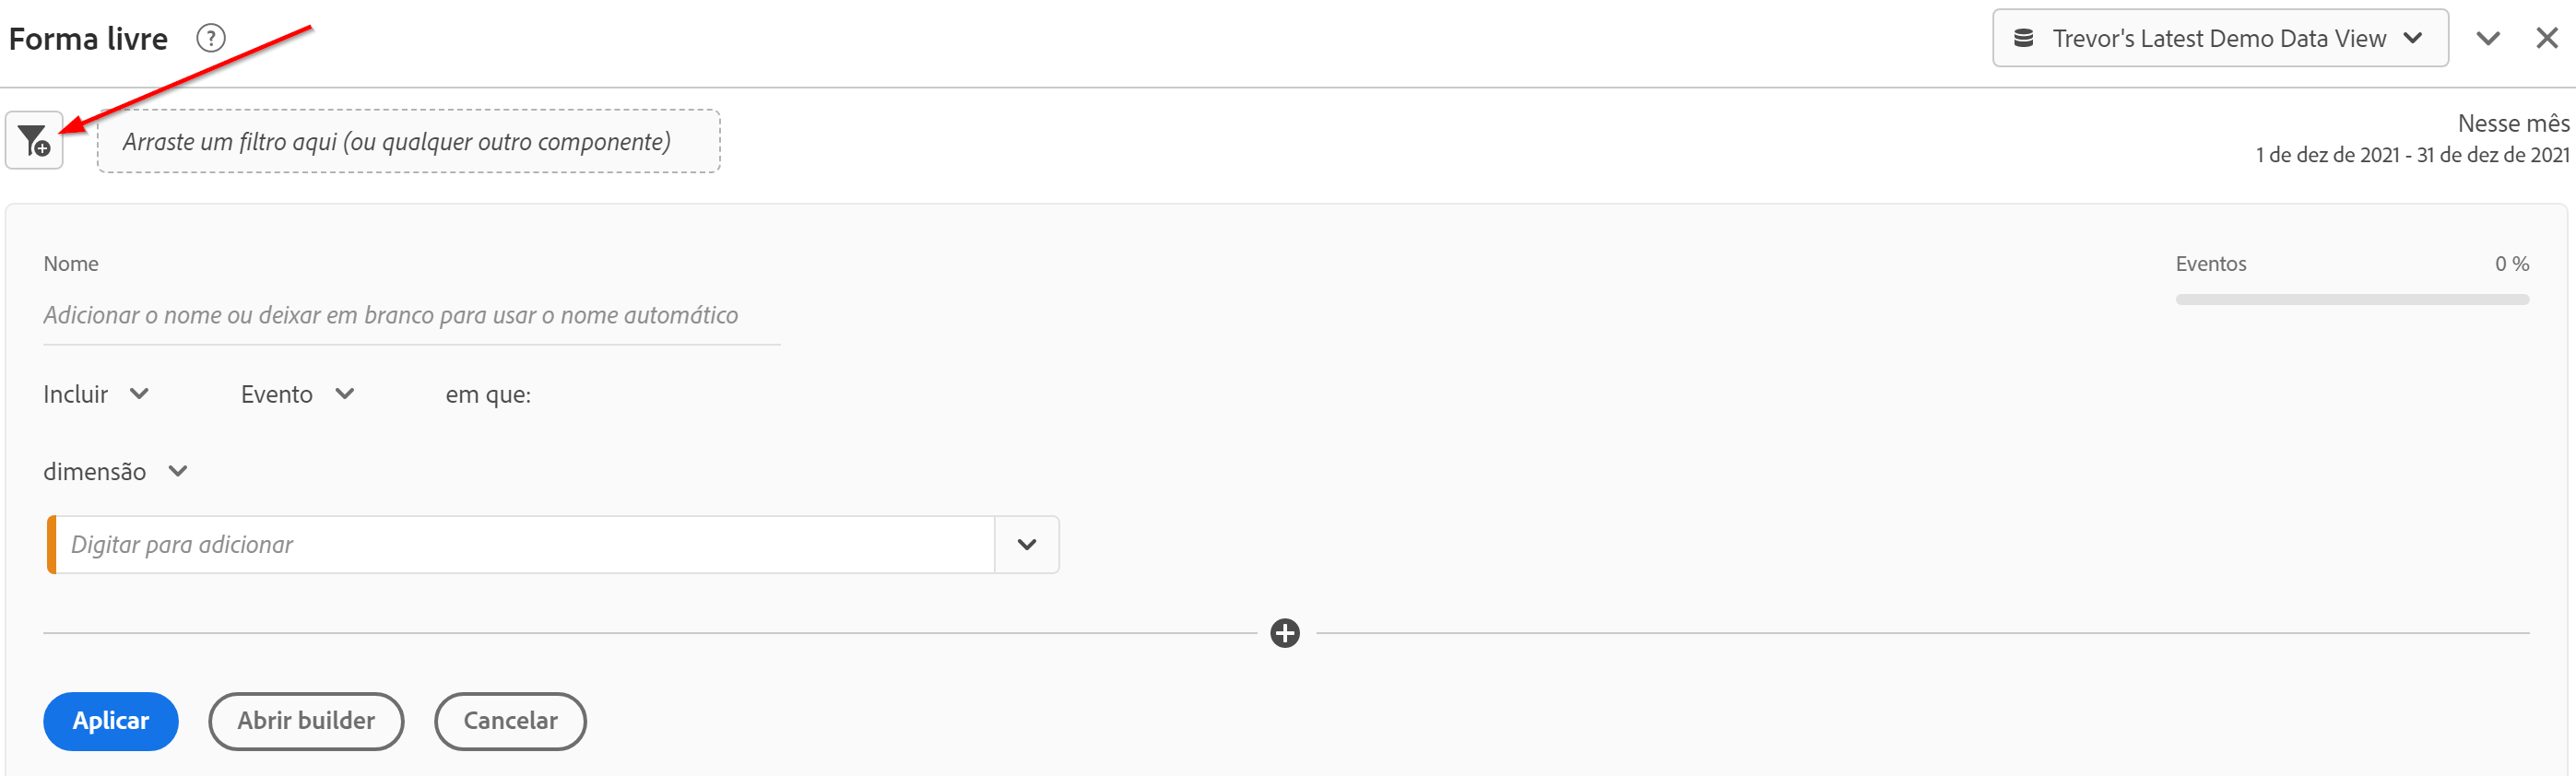 Forma livre
Trevor's Latest Demo Data View
Arraste um filtro aqui (ou qualquer outro componente)
Nesse mês
1 de dez de 2021 - 31 de dez de 2021
Nome
Eventos 0 %
Adicionar o nome ou deixar em branco para usar o nome automático
Incluir Evento em que:
dimensão
Digitar para adicionar
Aplicar Abrir builder Cancelar